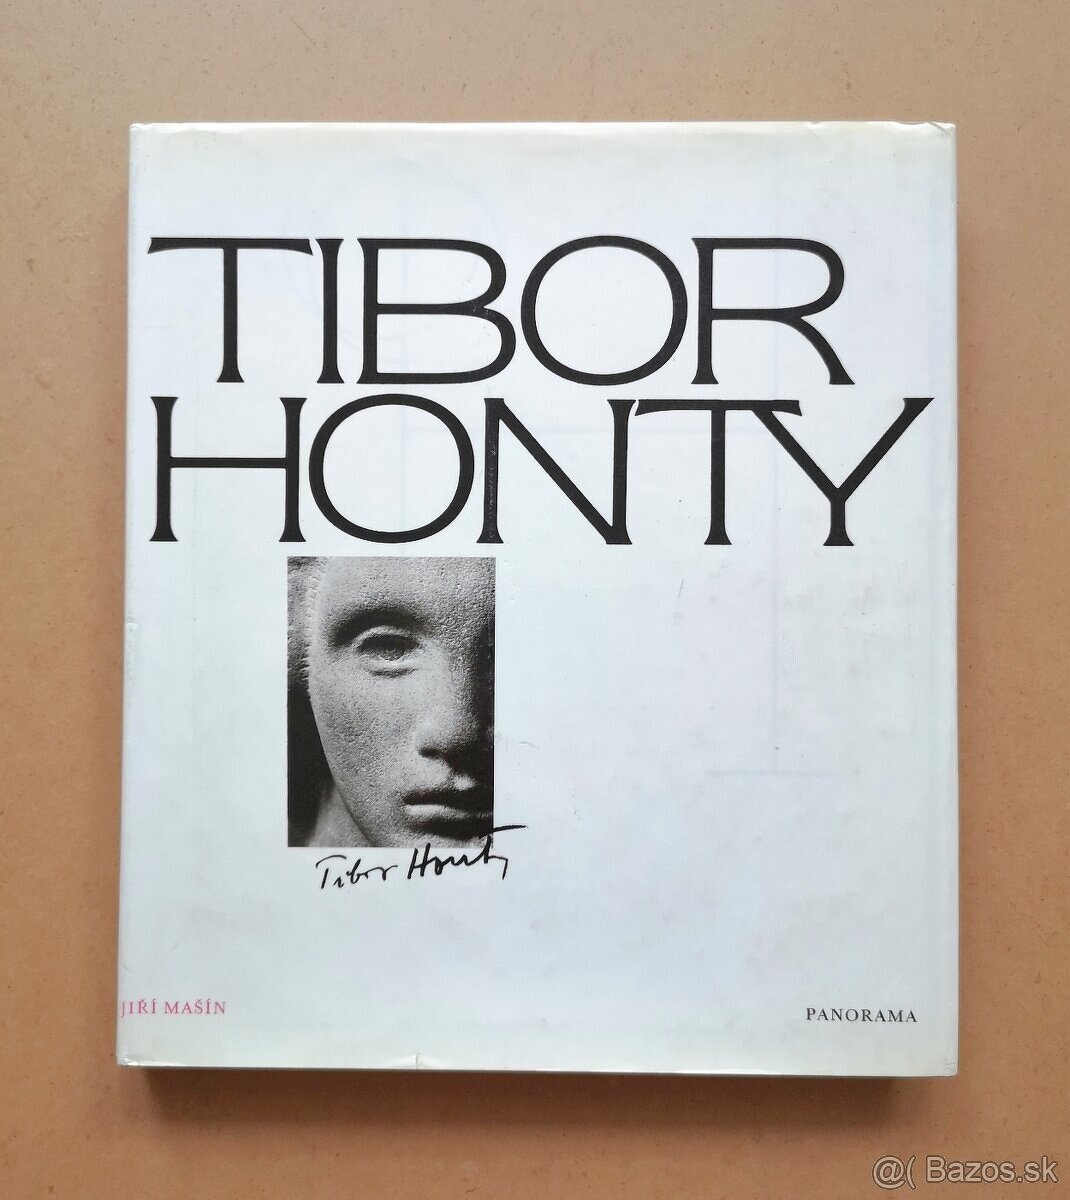 TIBOR
HONTY
Tibor Honty
JIŘÍ MAŠÍN
PANORAMA
@( Bazos.sk